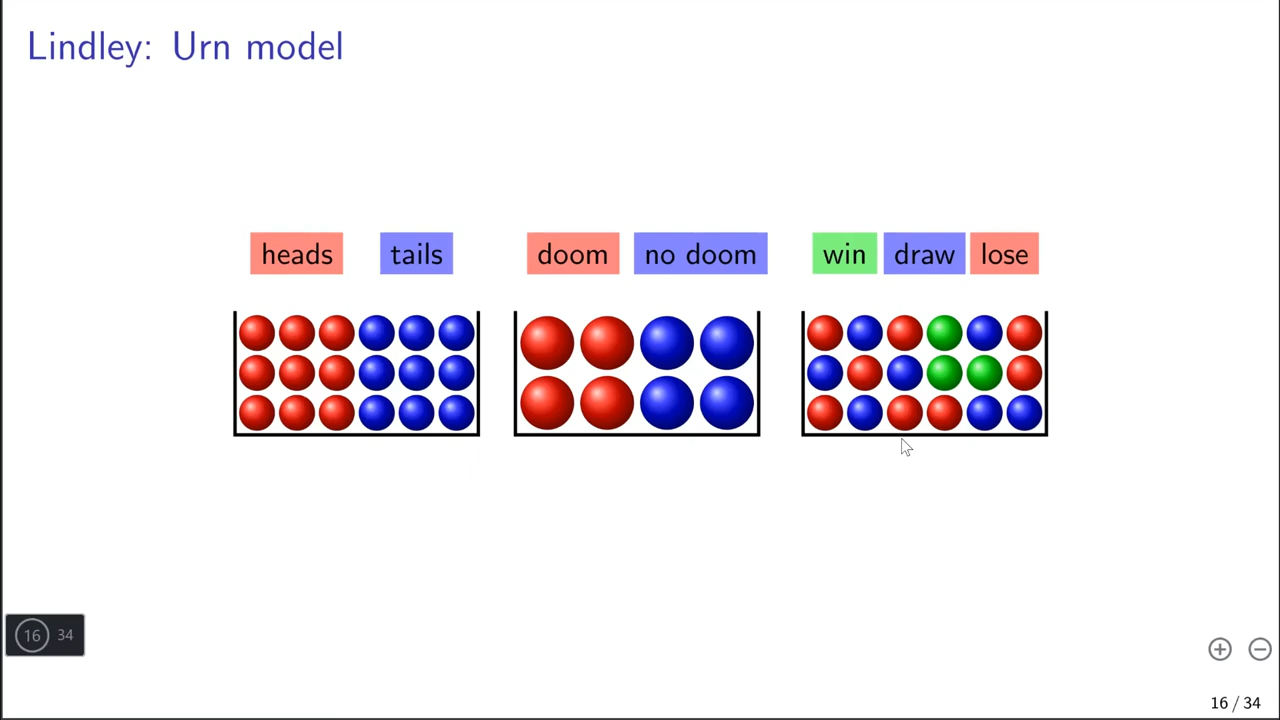 Lindley: Urn model
heads tails doom no doom win draw lose
16 34
16 / 34